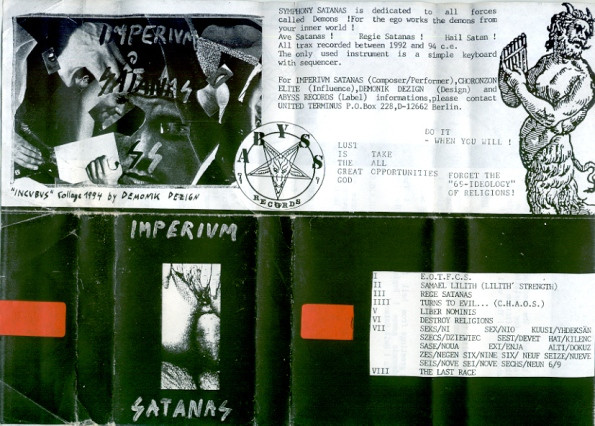 IMPERIVM
SATANAS
"INCVBVS" Collage 1994 by DEMONIK DEZIGN
SYMPHONY SATANAS is dedicated to all forces
called Demons !For the ego works the demons from
your inner world !
Ave Satanas ! Regie Satanas ! Hail Satan !
All trax recorded between 1992 and 94 c.e.
The only used instrument is a simple keyboard
with sequencer.
For IMPERIVM SATANAS (Composer/Performer),CHORONZON
ELITE (Influence),DEMONIK DEZIGN (Design) and
ABYSS RECORDS (Label) informations,please contact
UNITED TERMINUS P.O.Box 228,D-12662 Berlin.
ABYSS
RECORDS
LUST
IS
THE
GREAT
GOD
TAKE
ALL
OPPORTUNITIES
DO IT
- WHEN YOU WILL !
FORGET THE
"69-IDEOLOGY"
OF RELIGIONS!
IMPERIVM
SATANAS
I E.O.T.F.C.S.
II SAMAEL LILITH (LILITH' STRENGTH)
III REGE SATANAS
IIII TURNS TO EVIL... (C.H.A.O.S.)
V LIBER NOMINIS
VI DESTROY RELIGIONS
VII SEKS/NI SEX/NIO KUUSI/YHDEKSÄN
SZECS/DZIEWIEC SEST/DEVET HAT/KILENC
SASE/NOUA EXI/ENJA ALTI/DOKUZ
ZES/NEGEN SIX/NINE SIX/ NEUF SEIZE/NUEVE
SEIS/NOVE SEI/NOVE SECHS/NEUN 6/9
VIII THE LAST RACE